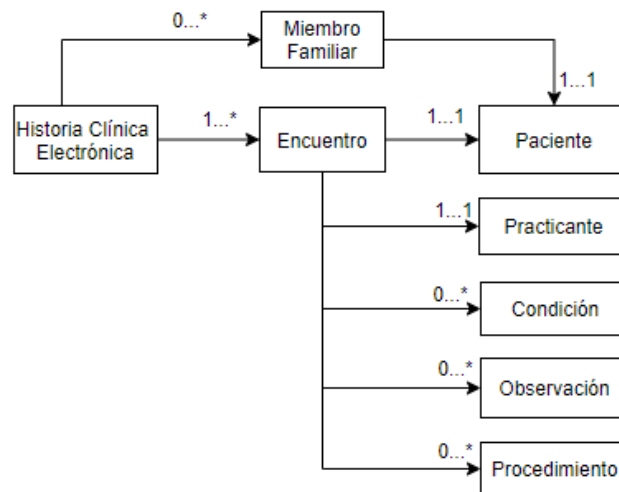 0...*
Miembro
Familiar
1...1
Historia Clínica
Electrónica
1...*
Encuentro
1...1
Paciente
1...1
Practicante
0...*
Condición
0...*
Observación
0...*
Procedimiento